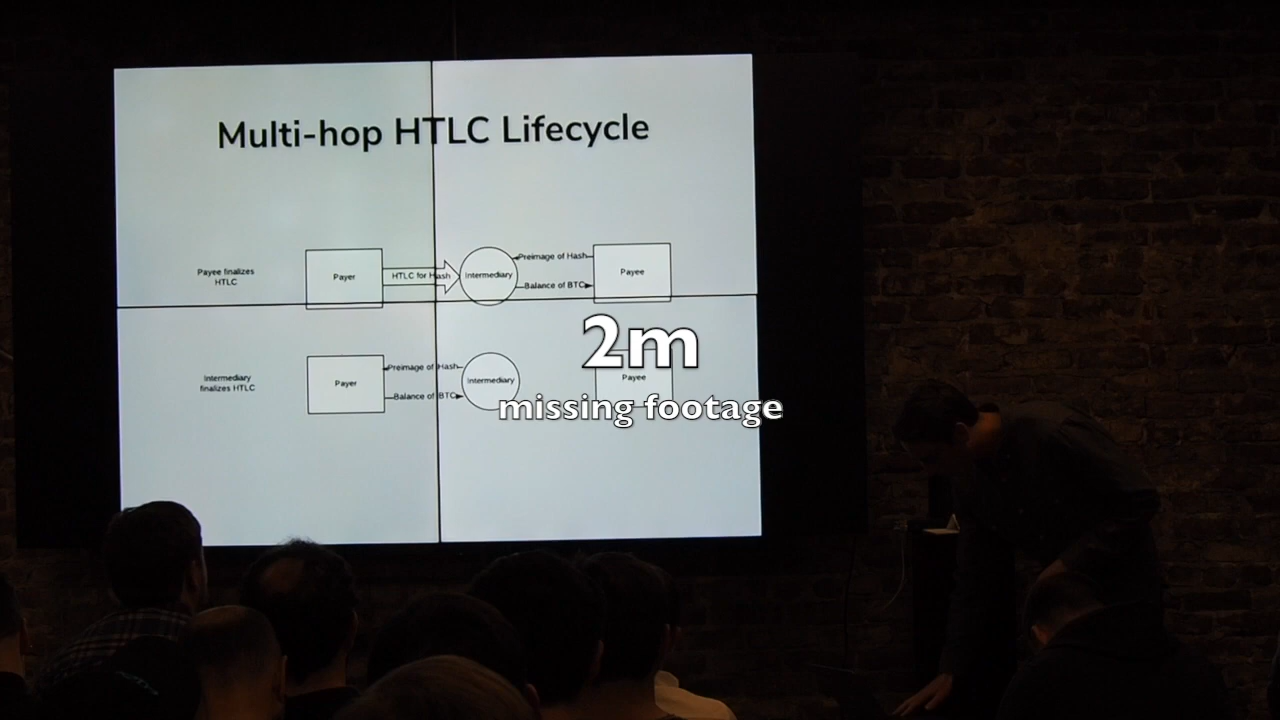 Multi-hop HTLC Lifecycle
Payee finalizes
HTLC
Payer
HTLC for Hash
Intermediary
Preimage of Hash
Balance of BTC
Payee
2m
missing footage
Intermediary
finalizes HTLC
Payer
Preimage of Hash
Balance of BTC
Intermediary
Payee